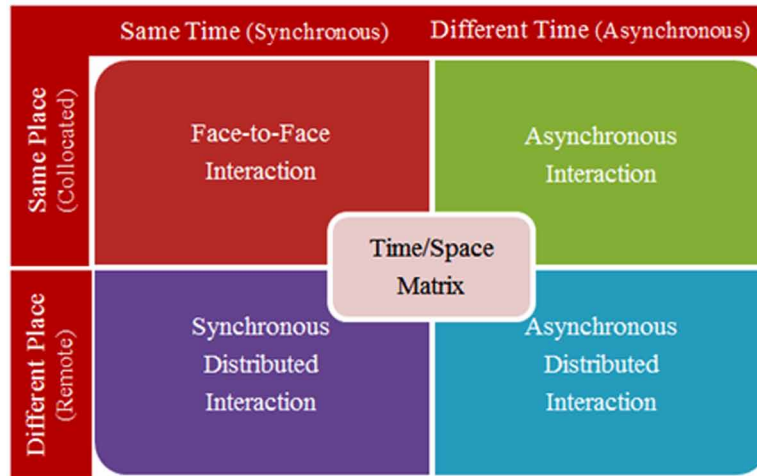 Same Time (Synchronous)
Different Time (Asynchronous)
Same Place
(Collocated)
Face-to-Face
Interaction
Asynchronous
Interaction
Time/Space
Matrix
Different Place
(Remote)
Synchronous
Distributed
Interaction
Asynchronous
Distributed
Interaction